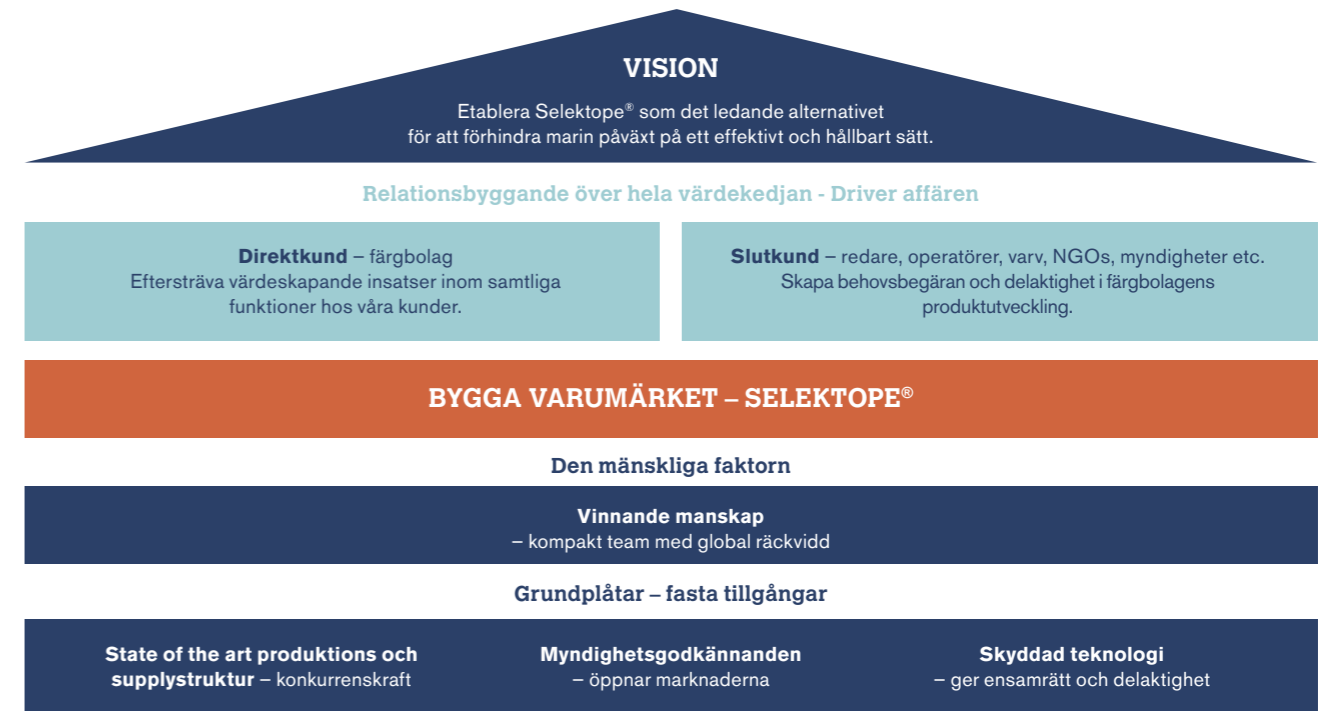 VISION
Etablera Selektope® som det ledande alternativet
för att förhindra marin påväxt på ett effektivt och hållbart sätt.
Relationsbyggande över hela värdekedjan - Driver affären
Direktkund – färgbolag
Eftersträva värdeskapande insatser inom samtliga
funktioner hos våra kunder.
Slutkund – redare, operatörer, varv, NGOs, myndigheter etc.
Skapa behovsbegäran och delaktighet i färgbolagens
produktutveckling.
BYGGA VARUMÄRKET – SELEKTOPE®
Den mänskliga faktorn
Vinnande manskap
– kompakt team med global räckvidd
Grundplåtar – fasta tillgångar
State of the art produktions och
supplystruktur – konkurrenskraft
Myndighetsgodkännanden
– öppnar marknaderna
Skyddad teknologi
– ger ensamrätt och delaktighet